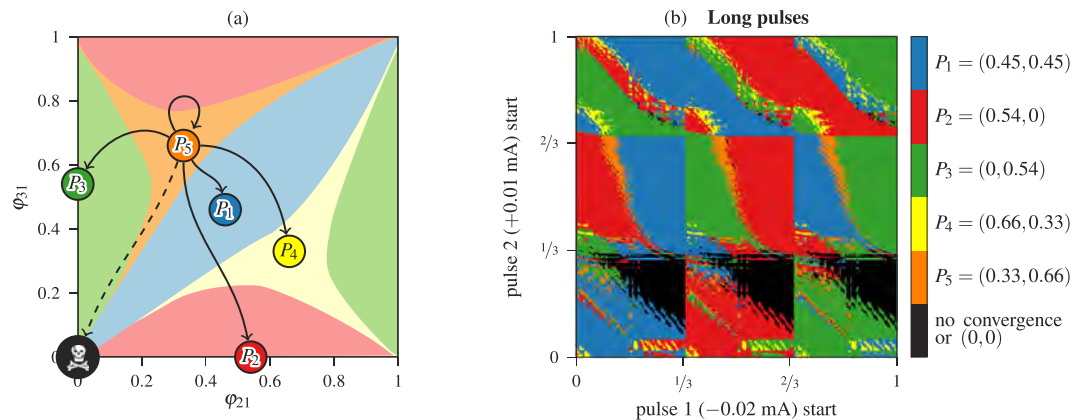 (a)
1
0.8
0.6
0.4
0.2
0
φ31
0
0.2
0.4
0.6
0.8
1
φ21
P5
P3
P1
P4
P2
(b) Long pulses
1
2/3
1/3
0
pulse 2 (+0.01 mA) start
0
1/3
2/3
1
pulse 1 (−0.02 mA) start
P1 = (0.45, 0.45)
P2 = (0.54, 0)
P3 = (0, 0.54)
P4 = (0.66, 0.33)
P5 = (0.33, 0.66)
no convergence
or (0,0)